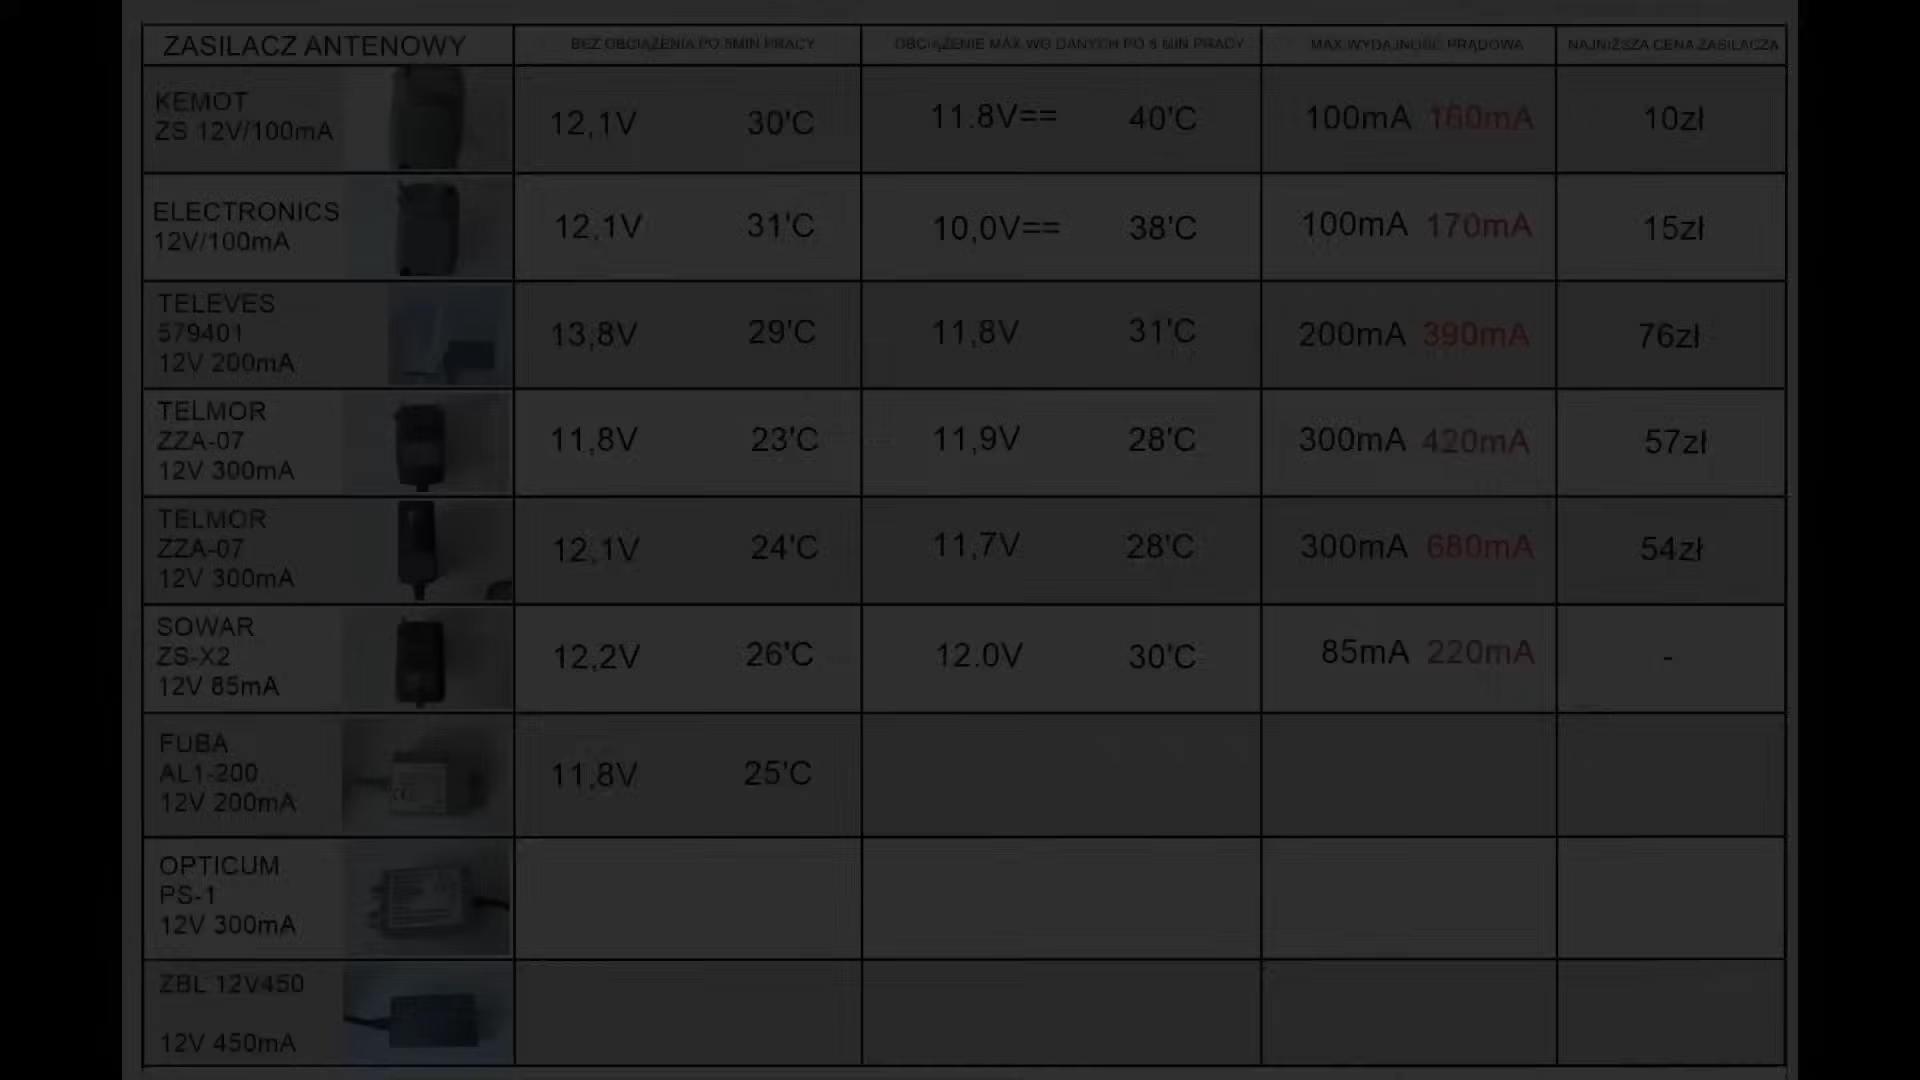 ZASILACZ ANTENOWY BEZ OBCIĄŻENIA PO 5MIN PRACY OBCIĄŻENIE MAX WG DANYCH PO 5 MIN PRACY MAX WYDAJNOŚĆ PRĄDOWA NAJNIŻSZA CENA ZASILACZA
KEMOT
ZS 12V/100mA
12,1V 30'C 11.8V== 40'C 100mA 160mA 10zł
ELECTRONICS
12V/100mA
12,1V 31'C 10,0V== 38'C 100mA 170mA 15zł
TELEVES
579401
12V 200mA
13,8V 29'C 11,8V 31'C 200mA 390mA 76zł
TELMOR
ZZA-07
12V 300mA
11,8V 23'C 11,9V 28'C 300mA 420mA 57zł
TELMOR
ZZA-07
12V 300mA
12,1V 24'C 11,7V 28'C 300mA 680mA 54zł
SOWAR
ZS-X2
12V 85mA
12,2V 26'C 12.0V 30'C 85mA 220mA -
FUBA
AL1-200
12V 200mA
11,8V 25'C
OPTICUM
PS-1
12V 300mA
ZBL 12V450
12V 450mA